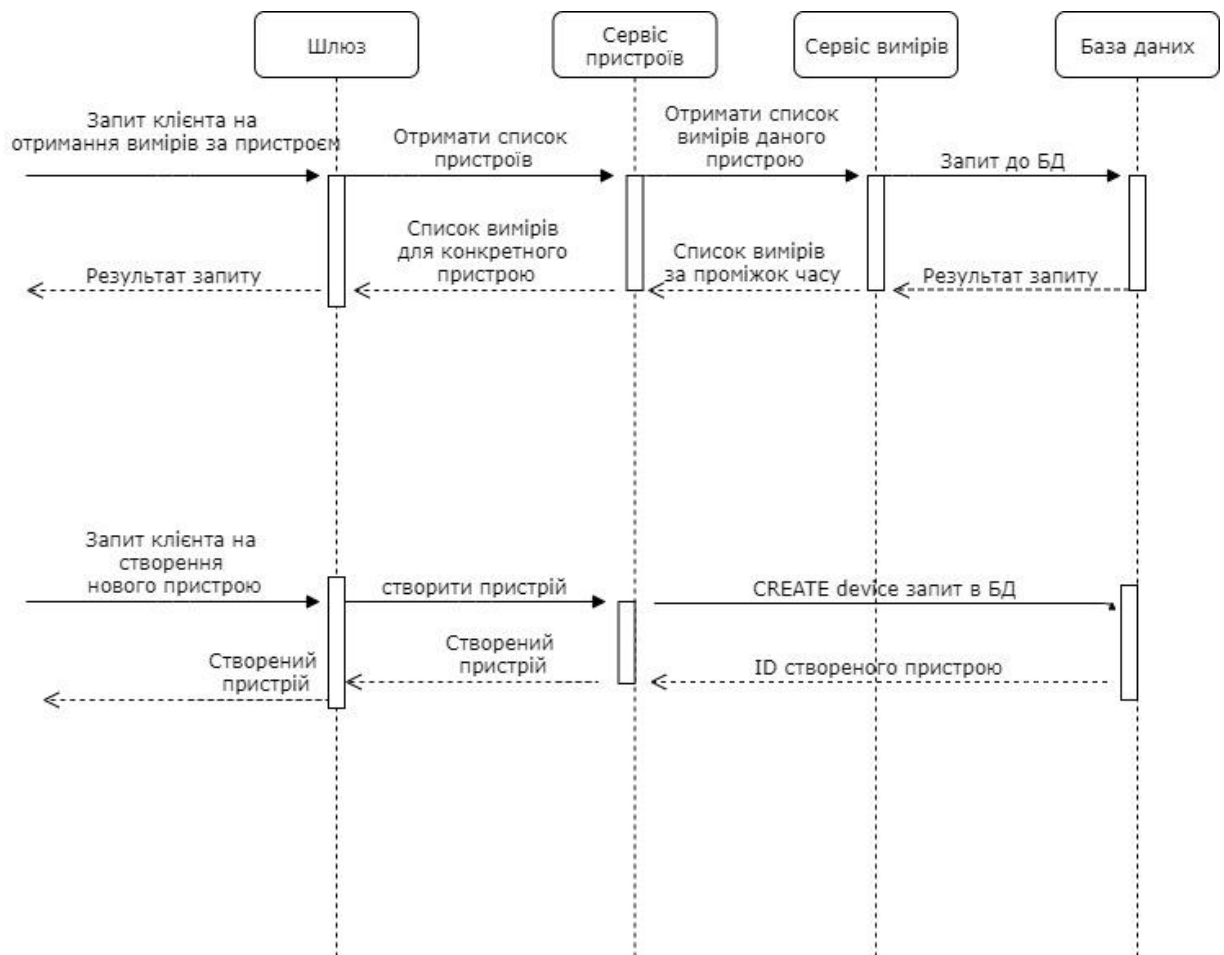 Шлюз
Сервіс
пристроїв
Сервіс вимірів
База даних
Запит клієнта на
отримання вимірів за пристроєм
Отримати список
пристроїв
Отримати список
вимірів даного
пристрою
Запит до БД
Результат запиту
Список вимірів
для конкретного
пристрою
Список вимірів
за проміжок часу
Результат запиту
Запит клієнта на
створення
нового пристрою
створити пристрій
CREATE device запит в БД
Створений
пристрій
Створений
пристрій
ID створеного пристрою